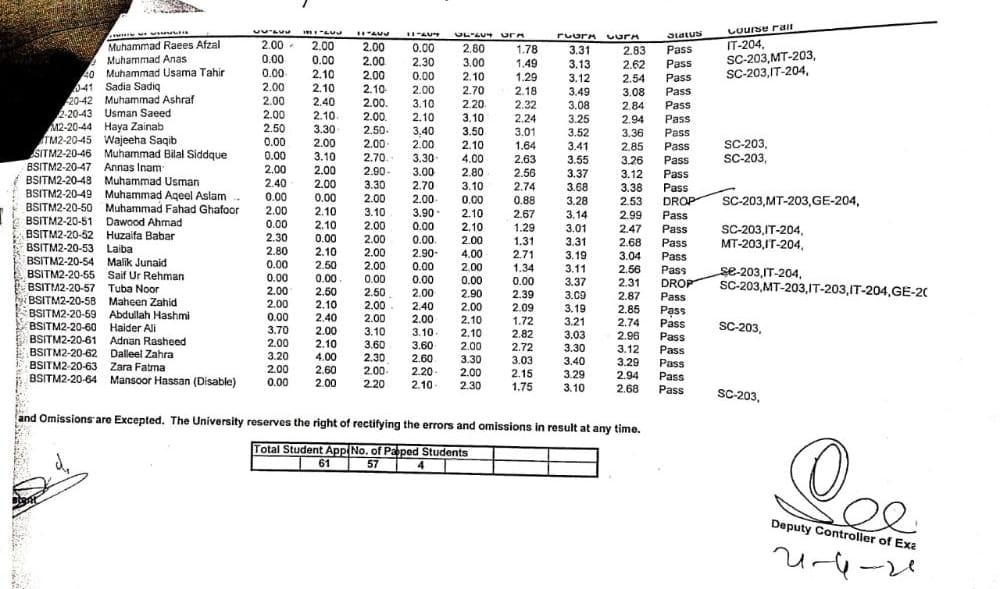 Name of Student SC-203 MT-203 IT-203 IT-204 GE-204 GPA PCGPA CGPA Status Course Fail
Muhammad Raees Afzal 2.00 2.00 2.00 0.00 2.80 1.78 3.31 2.83 Pass IT-204,
Muhammad Anas 0.00 0.00 2.00 2.30 3.00 1.49 3.13 2.62 Pass SC-203,MT-203,
40 Muhammad Usama Tahir 0.00 2.10 2.00 0.00 2.10 1.29 3.12 2.54 Pass SC-203,IT-204,
0-41 Sadia Sadiq 2.00 2.10 2.10 2.00 2.70 2.18 3.49 3.08 Pass
-20-42 Muhammad Ashraf 2.00 2.40 2.00 3.10 2.20 2.32 3.08 2.84 Pass
2-20-43 Usman Saeed 2.00 2.10 2.00 2.10 3.10 2.24 3.25 2.94 Pass
M2-20-44 Haya Zainab 2.50 3.30 2.50 3.40 3.50 3.01 3.52 3.36 Pass
TM2-20-45 Wajeeha Saqib 0.00 2.00 2.00 2.00 2.10 1.64 3.41 2.85 Pass SC-203,
BSITM2-20-46 Muhammad Bilal Siddque 0.00 3.10 2.70 3.30 4.00 2.63 3.55 3.26 Pass SC-203,
BSITM2-20-47 Annas Inam 2.00 2.00 2.90 3.00 2.80 2.56 3.37 3.12 Pass
BSITM2-20-48 Muhammad Usman 2.40 2.00 3.30 2.70 3.10 2.74 3.68 3.38 Pass
BSITM2-20-49 Muhammad Aqeel Aslam 0.00 0.00 2.00 2.00 0.00 0.88 3.28 2.53 DROP SC-203,MT-203,GE-204,
BSITM2-20-50 Muhammad Fahad Ghafoor 2.00 2.10 3.10 3.90 2.10 2.67 3.14 2.99 Pass
BSITM2-20-51 Dawood Ahmad 0.00 2.10 2.00 0.00 2.10 1.29 3.01 2.47 Pass SC-203,IT-204,
BSITM2-20-52 Huzaifa Babar 2.30 0.00 2.00 0.00 2.00 1.31 3.31 2.68 Pass MT-203,IT-204,
BSITM2-20-53 Laiba 2.80 2.10 2.00 2.90 4.00 2.71 3.19 3.04 Pass
BSITM2-20-54 Malik Junaid 0.00 2.50 2.00 0.00 2.00 1.34 3.11 2.56 Pass SC-203,IT-204,
BSITM2-20-55 Saif Ur Rehman 0.00 0.00 0.00 0.00 0.00 0.00 3.37 2.31 DROP SC-203,MT-203,IT-203,IT-204,GE-20
BSITM2-20-57 Tuba Noor 2.00 2.50 2.50 2.00 2.90 2.39 3.09 2.87 Pass
BSITM2-20-58 Maheen Zahid 2.00 2.10 2.00 2.40 2.00 2.09 3.19 2.85 Pass
BSITM2-20-59 Abdullah Hashmi 0.00 2.40 2.00 2.00 2.10 1.72 3.21 2.74 Pass SC-203,
BSITM2-20-60 Haider Ali 3.70 2.00 3.10 3.10 2.10 2.82 3.03 2.96 Pass
BSITM2-20-61 Adnan Rasheed 2.00 2.10 3.60 3.60 2.00 2.72 3.30 3.12 Pass
BSITM2-20-62 Dalleel Zahra 3.20 4.00 2.30 2.60 3.30 3.03 3.40 3.29 Pass
BSITM2-20-63 Zara Fatma 2.00 2.60 2.00 2.20 2.00 2.15 3.29 2.94 Pass
BSITM2-20-64 Mansoor Hassan (Disable) 0.00 2.00 2.20 2.10 2.30 1.75 3.10 2.68 Pass SC-203,
and Omissions are Excepted. The University reserves the right of rectifying the errors and omissions in result at any time.
Total Student App No. of Pa ped Students
61 57 4
Deputy Controller of Exa